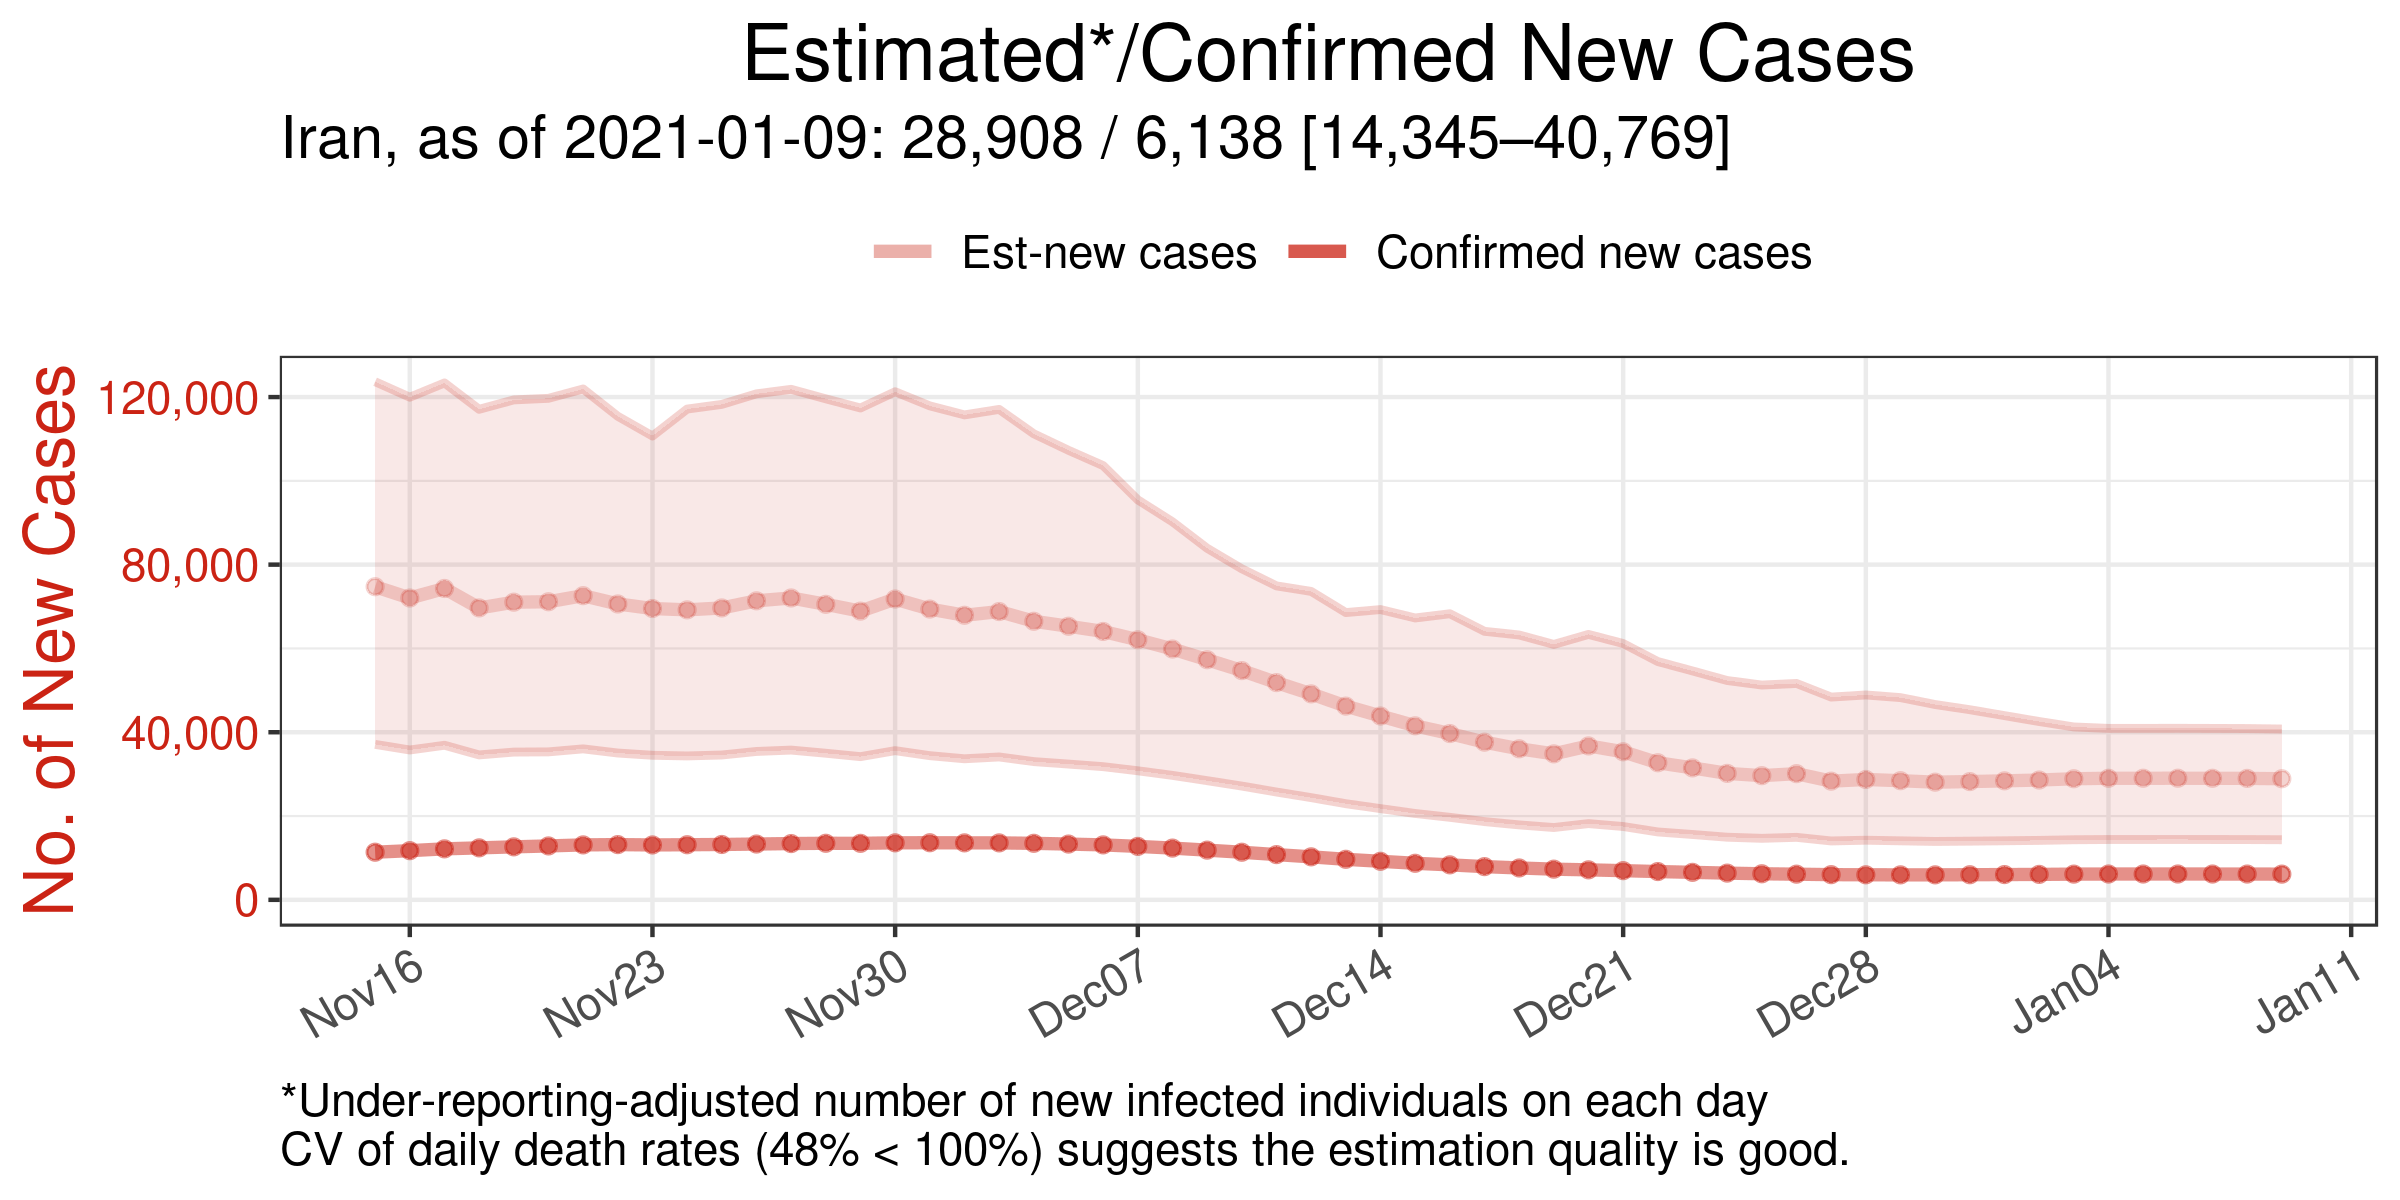 Estimated*/Confirmed New Cases
Iran, as of 2021-01-09: 28,908 / 6,138 [14,345–40,769]
Est-new cases
Confirmed new cases
No. of New Cases
120,000
80,000
40,000
0
Nov16
Nov23
Nov30
Dec07
Dec14
Dec21
Dec28
Jan04
Jan11
*Under-reporting-adjusted number of new infected individuals on each day
CV of daily death rates (48% < 100%) suggests the estimation quality is good.